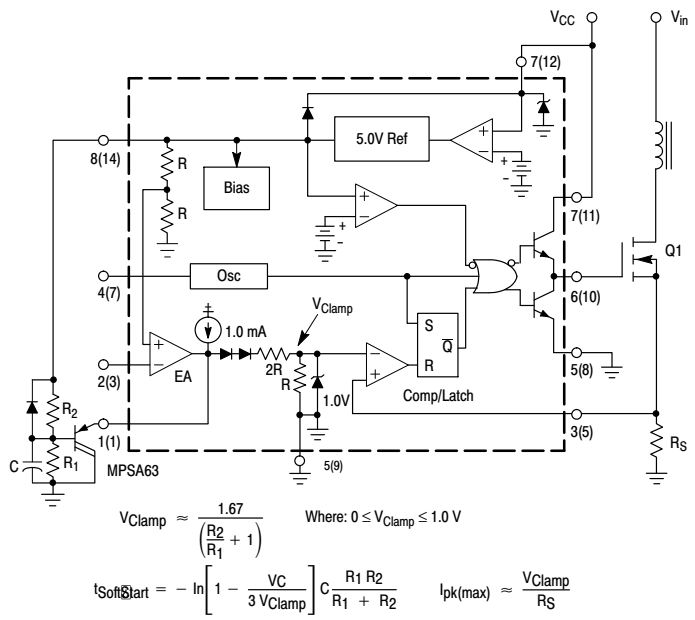 VCC
Vin
7(12)
5.0V Ref
+
−
+
-
8(14)
R
Bias
R
+
−
+
-
7(11)
Q1
4(7)
Osc
6(10)
VClamp
+
1.0 mA
S
Q
R
5(8)
2(3)
+
−
EA
2R
R
1.0V
−
+
Comp/Latch
3(5)
R2
1(1)
C
R1
MPSA63
5(9)
RS
VClamp ≈ 1.67 / (R2/R1 + 1) Where: 0 ≤ VClamp ≤ 1.0 V
tSoftStart = − ln[1 − VC / 3 VClamp] C R1 R2 / R1 + R2 Ipk(max) ≈ VClamp / RS